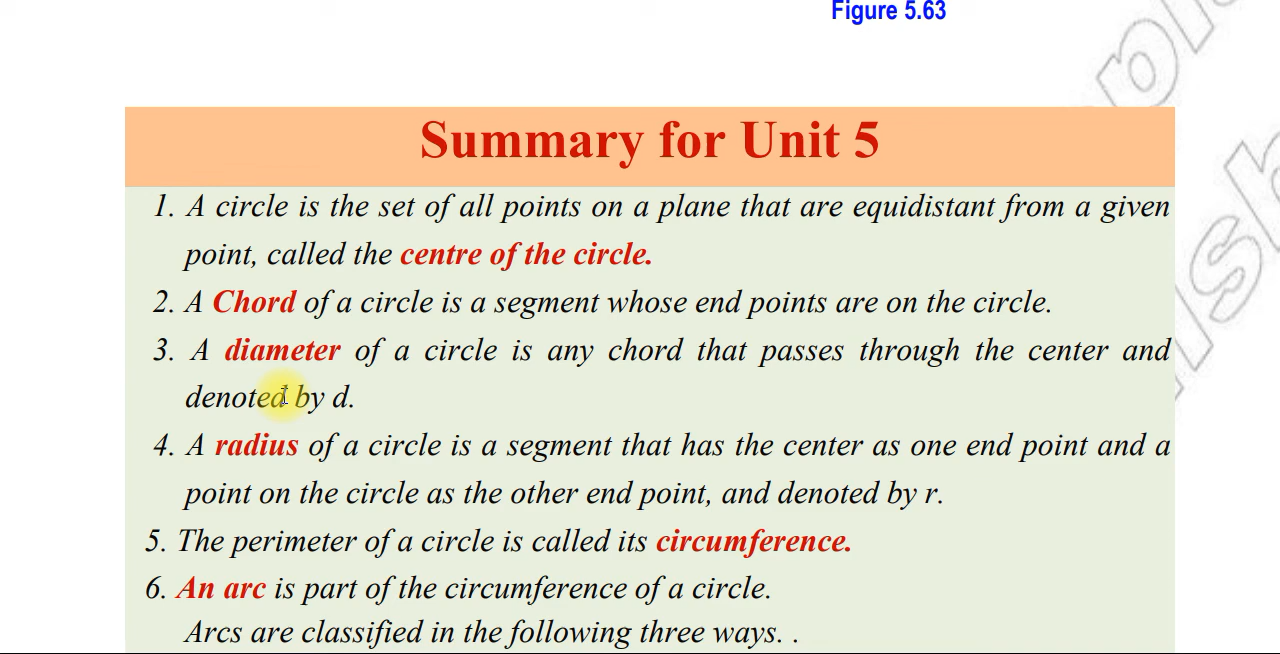 Figure 5.63
Summary for Unit 5
1. A circle is the set of all points on a plane that are equidistant from a given
point, called the centre of the circle.
2. A Chord of a circle is a segment whose end points are on the circle.
3. A diameter of a circle is any chord that passes through the center and
denoted by d.
4. A radius of a circle is a segment that has the center as one end point and a
point on the circle as the other end point, and denoted by r.
5. The perimeter of a circle is called its circumference.
6. An arc is part of the circumference of a circle.
Arcs are classified in the following three ways. .